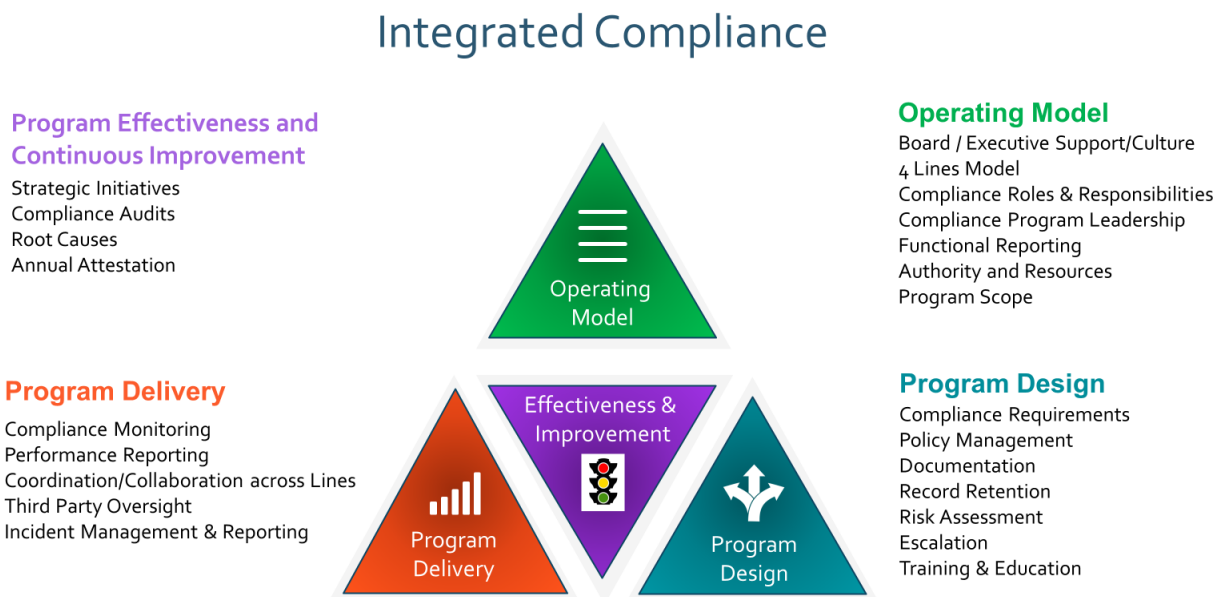 Integrated Compliance
Program Effectiveness and
Continuous Improvement
Strategic Initiatives
Compliance Audits
Root Causes
Annual Attestation
Operating Model
Board / Executive Support/Culture
4 Lines Model
Compliance Roles & Responsibilities
Compliance Program Leadership
Functional Reporting
Authority and Resources
Program Scope
Operating
Model
Program Delivery
Compliance Monitoring
Performance Reporting
Coordination/Collaboration across Lines
Third Party Oversight
Incident Management & Reporting
Effectiveness &
Improvement
Program
Delivery
Program
Design
Program Design
Compliance Requirements
Policy Management
Documentation
Record Retention
Risk Assessment
Escalation
Training & Education